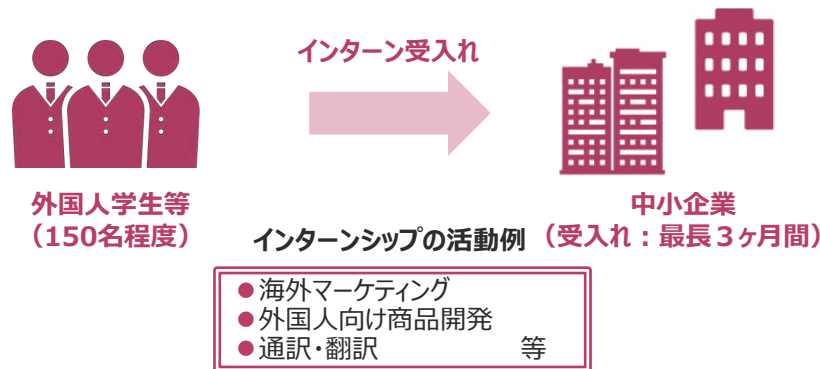 インターン受入れ
外国人学生等
（150名程度）
中小企業
（受入れ：最長３ヶ月間）
インターンシップの活動例
●海外マーケティング
●外国人向け商品開発
●通訳・翻訳　　　　　等